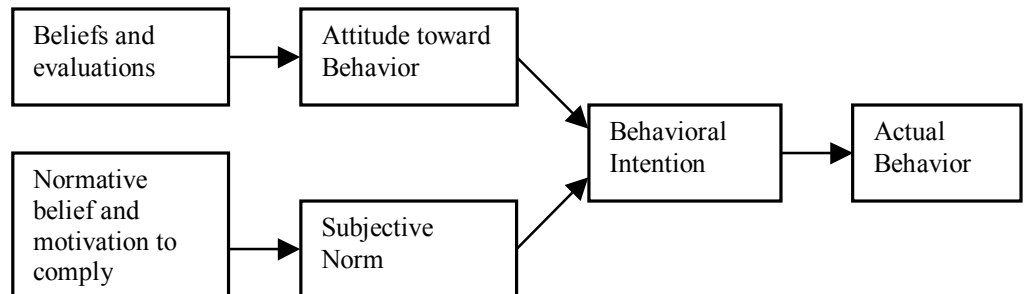 Beliefs and
evaluations
Attitude toward
Behavior
Normative
belief and
motivation to
comply
Subjective
Norm
Behavioral
Intention
Actual
Behavior